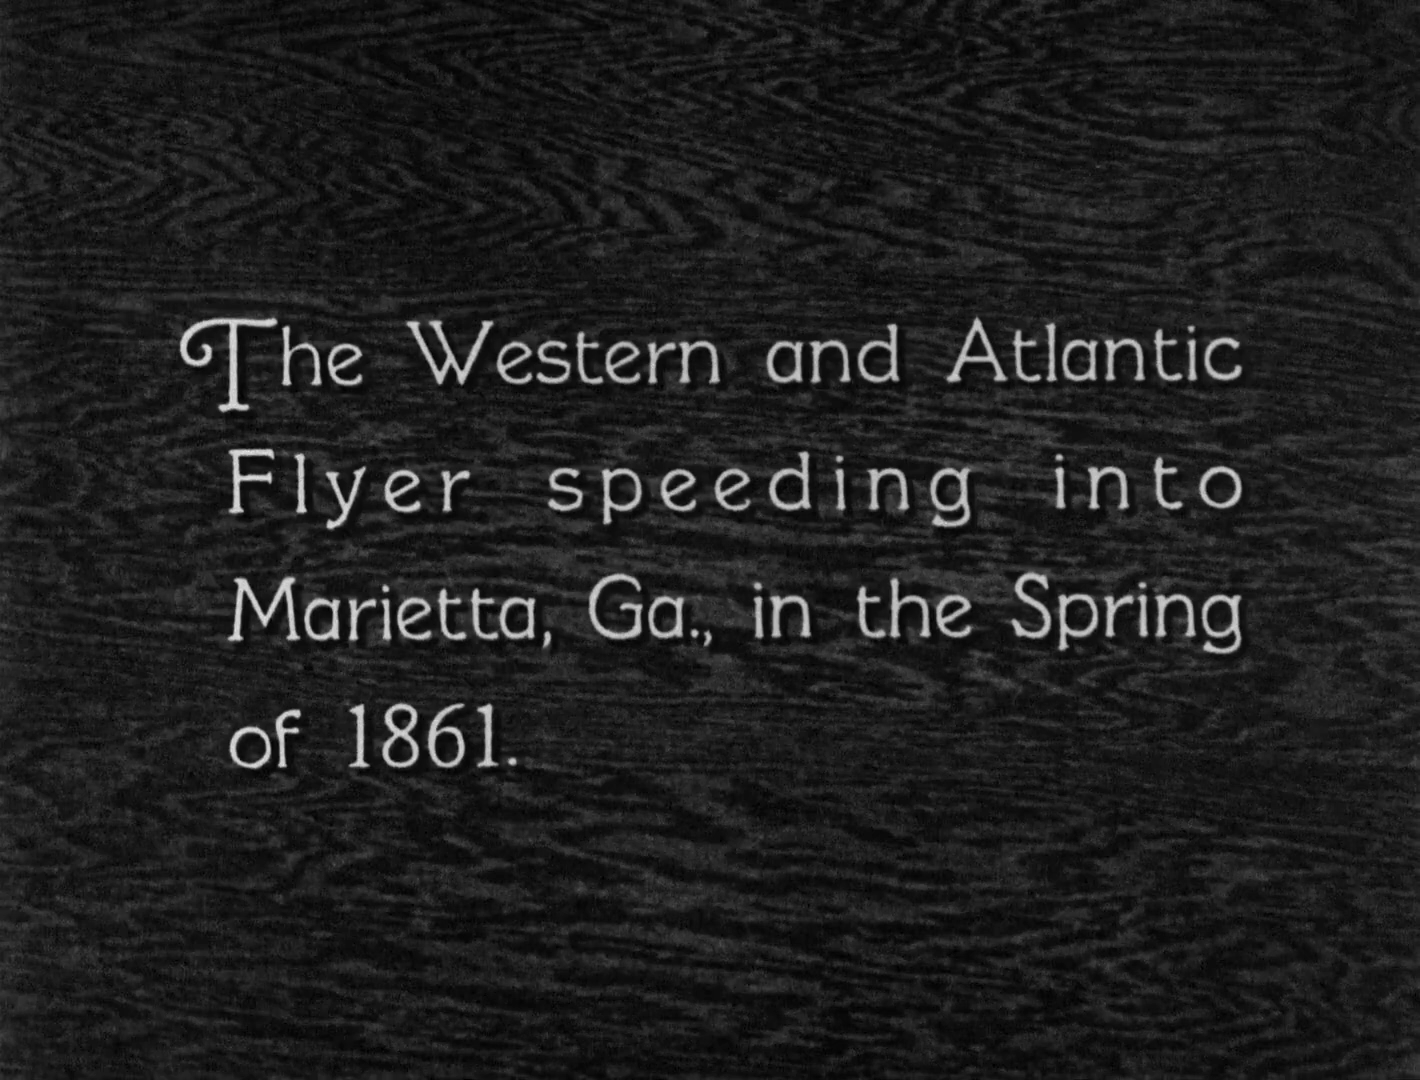 The Western and Atlantic
Flyer speeding into
Marietta, Ga., in the Spring
of 1861.